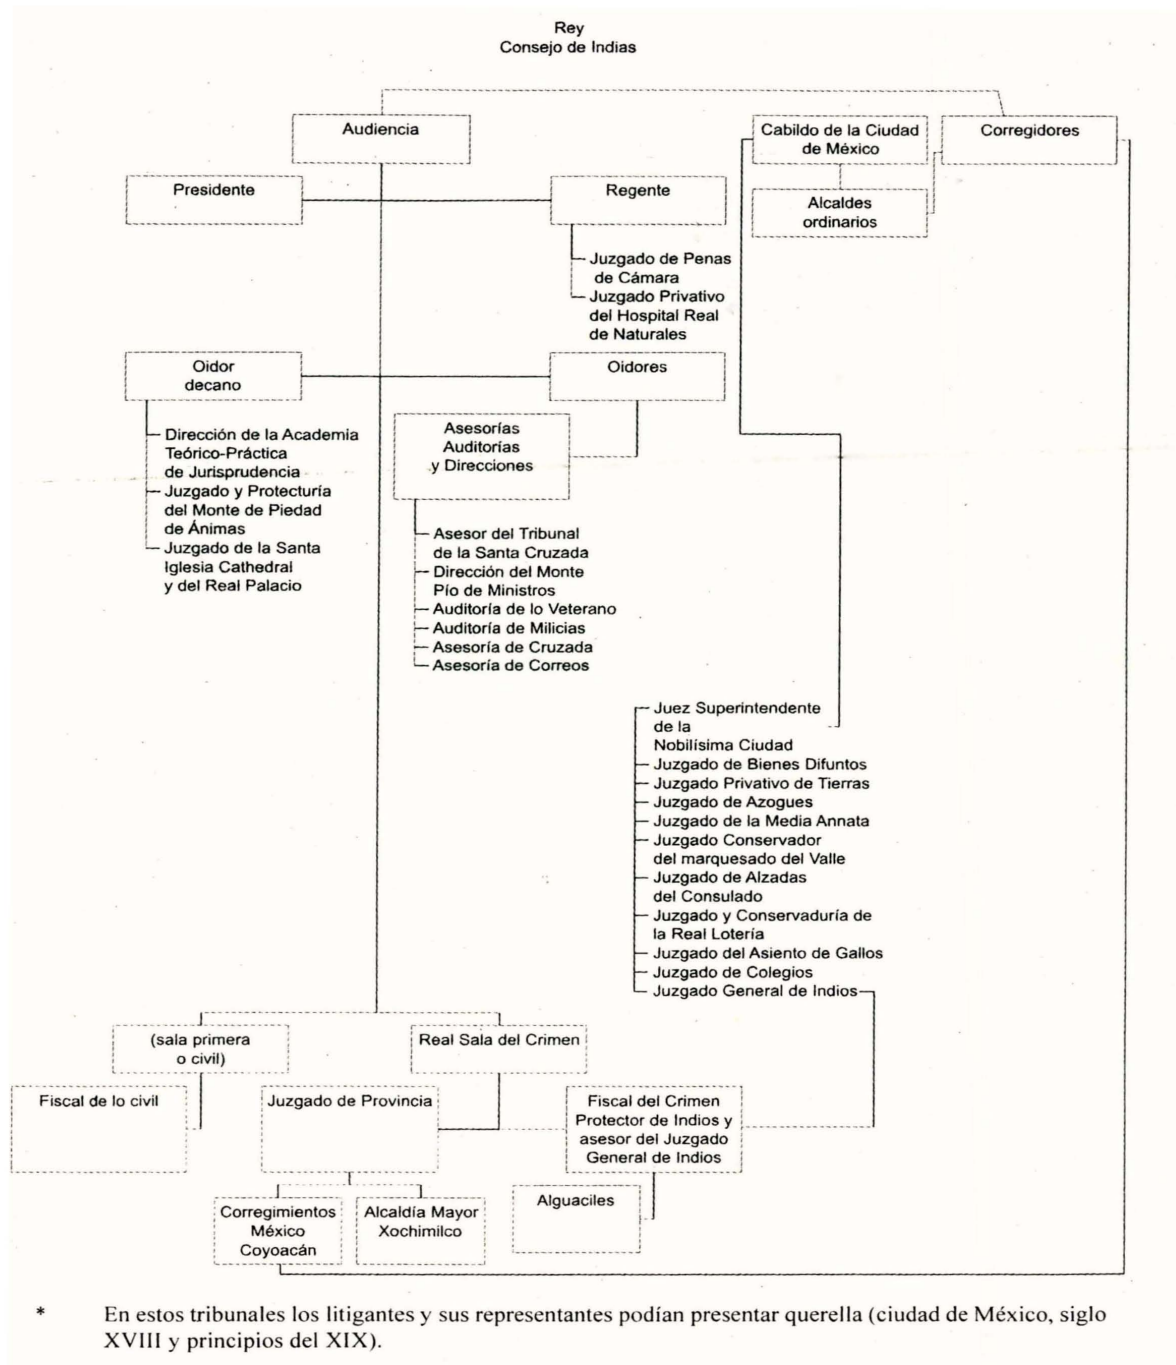 Rey
Consejo de Indias
Audiencia
Cabildo de la Ciudad
de México
Corregidores
Presidente
Regente
Alcaldes
ordinarios
Juzgado de Penas
de Cámara
Juzgado Privativo
del Hospital Real
de Naturales
Oidor
decano
Oidores
Dirección de la Academia
Teórico-Práctica
de Jurisprudencia
Juzgado y Protecturía
del Monte de Piedad
de Ánimas
Juzgado de la Santa
Iglesia Cathedral
y del Real Palacio
Asesorías
Auditorías
y Direcciones
Asesor del Tribunal
de la Santa Cruzada
Dirección del Monte
Pío de Ministros
Auditoría de lo Veterano
Auditoría de Milicias
Asesoría de Cruzada
Asesoría de Correos
Juez Superintendente
de la
Nobilísima Ciudad
Juzgado de Bienes Difuntos
Juzgado Privativo de Tierras
Juzgado de Azogues
Juzgado de la Media Annata
Juzgado Conservador
del marquesado del Valle
Juzgado de Alzadas
del Consulado
Juzgado y Conservaduría de
la Real Lotería
Juzgado del Asiento de Gallos
Juzgado de Colegios
Juzgado General de Indios
(sala primera
o civil)
Real Sala del Crimen
Fiscal de lo civil
Juzgado de Provincia
Fiscal del Crimen
Protector de Indios y
asesor del Juzgado
General de Indios
Corregimientos
México
Coyoacán
Alcaldía Mayor
Xochimilco
Alguaciles
* En estos tribunales los litigantes y sus representantes podían presentar querella (ciudad de México, siglo
XVIII y principios del XIX).